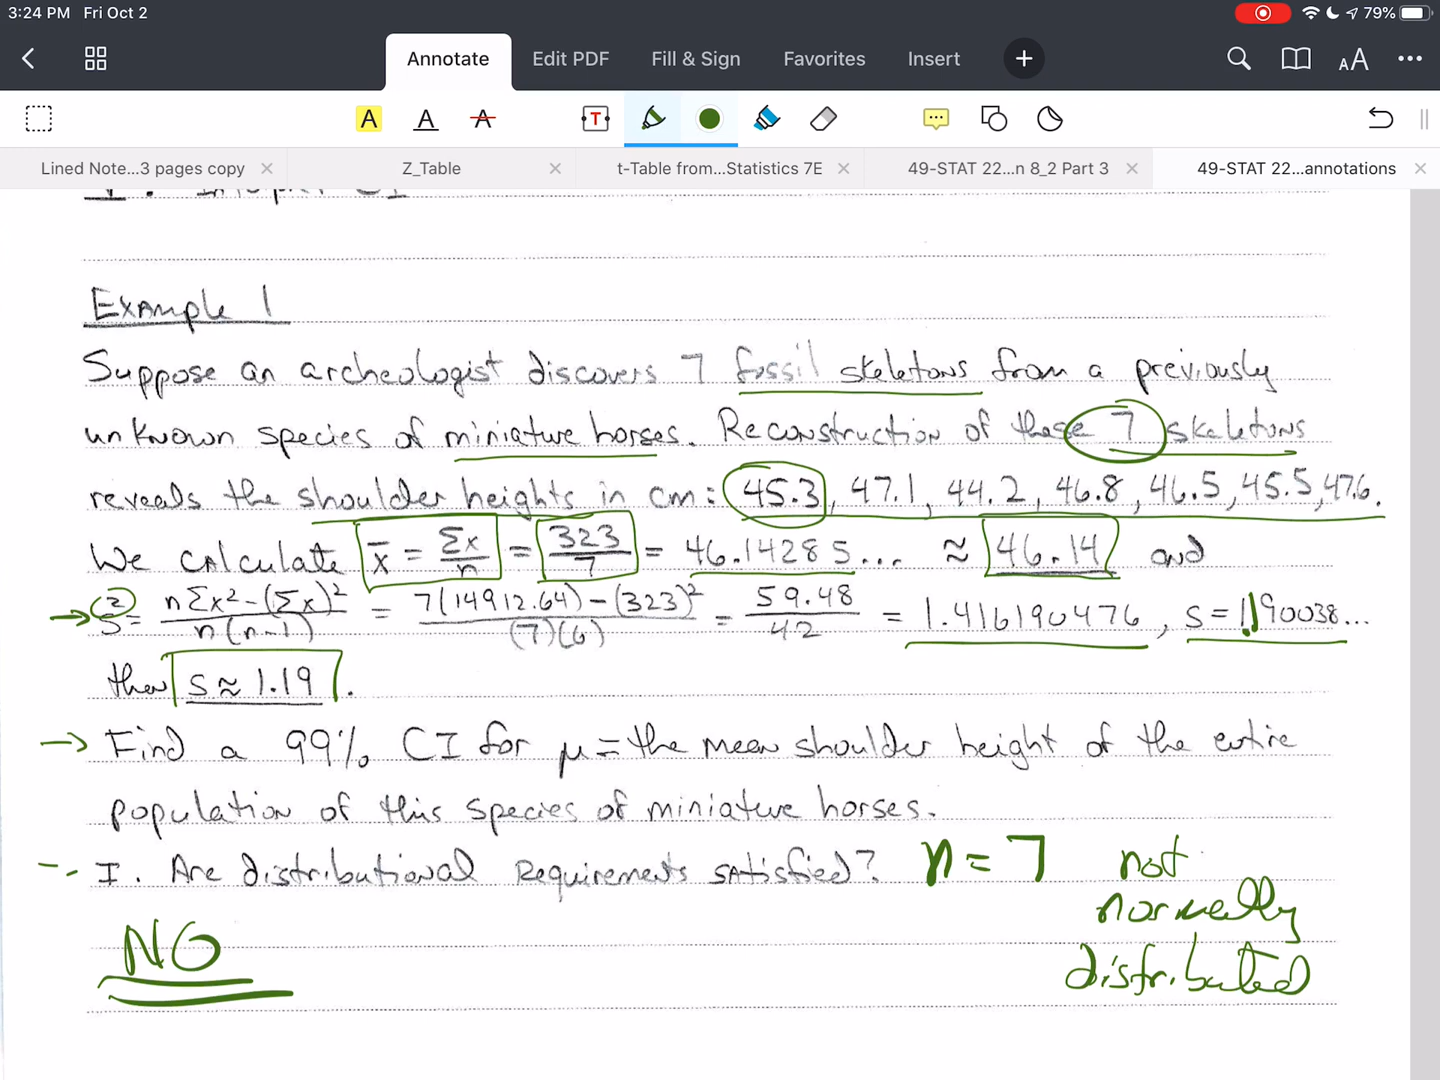 3:24 PM Fri Oct 2 79%
Annotate Edit PDF Fill & Sign Favorites Insert
A A A T AA
Lined Note...3 pages copy Z_Table t-Table from...Statistics 7E 49-STAT 22...n 8_2 Part 3 49-STAT 22...annotations
Example 1
Suppose an archeologist discovers 7 fossil skeletons from a previously
unknown species of miniature horses. Reconstruction of these 7 skeletons
reveals the shoulder heights in cm: 45.3, 47.1, 44.2, 46.8, 46.5, 45.5, 47.6.
We calculate x̄ = Σx/n = 323/7 = 46.14285... ≈ 46.14 and
s² = (nΣx² - (Σx)²)/(n(n-1)) = (7(14912.64) - (323)²)/((7)(6)) = 59.48/42 = 1.416190476, s = 1.190038...
then s ≈ 1.19.
→ Find a 99% CI for μ = the mean shoulder height of the entire
population of this species of miniature horses.
I. Are distributional requirements satisfied? n = 7 not
normally
NO
distributed